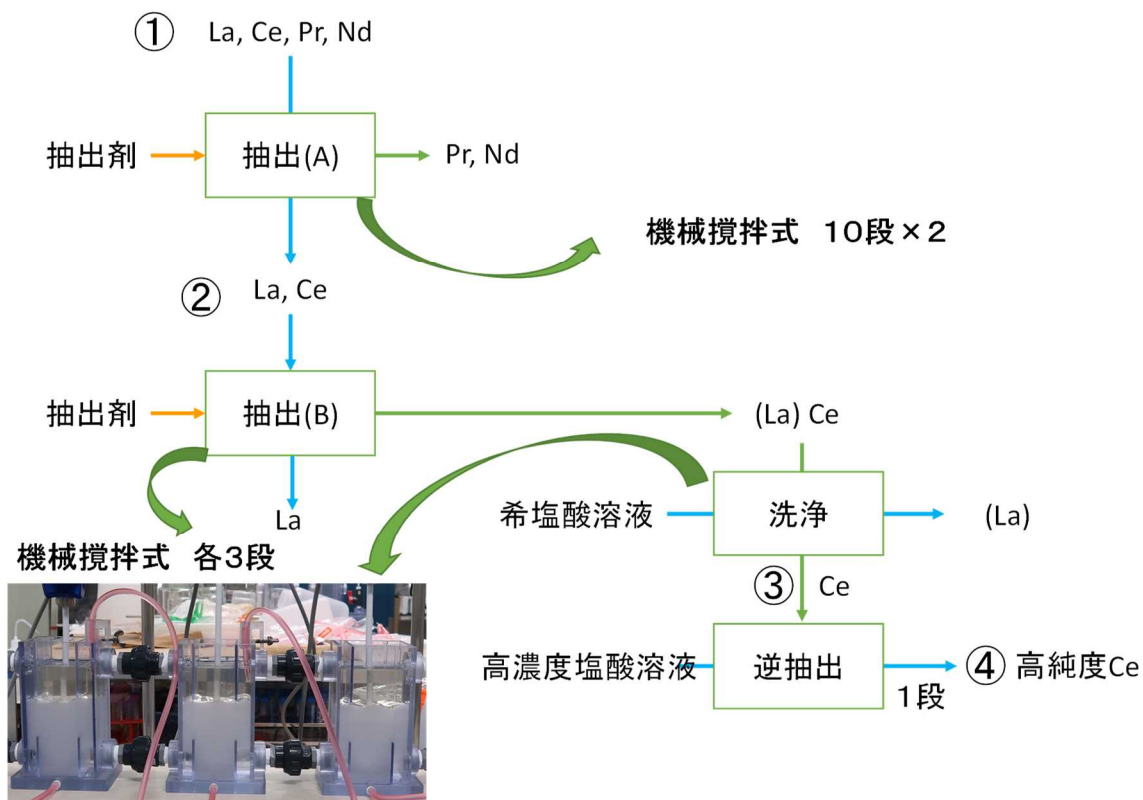 ① La, Ce, Pr, Nd
抽出剤
抽出(A)
Pr, Nd
機械撹拌式 10段×2
② La, Ce
抽出剤
抽出(B)
(La) Ce
La
希塩酸溶液
洗浄
(La)
機械撹拌式 各3段
③ Ce
高濃度塩酸溶液
逆抽出
1段
④ 高純度Ce